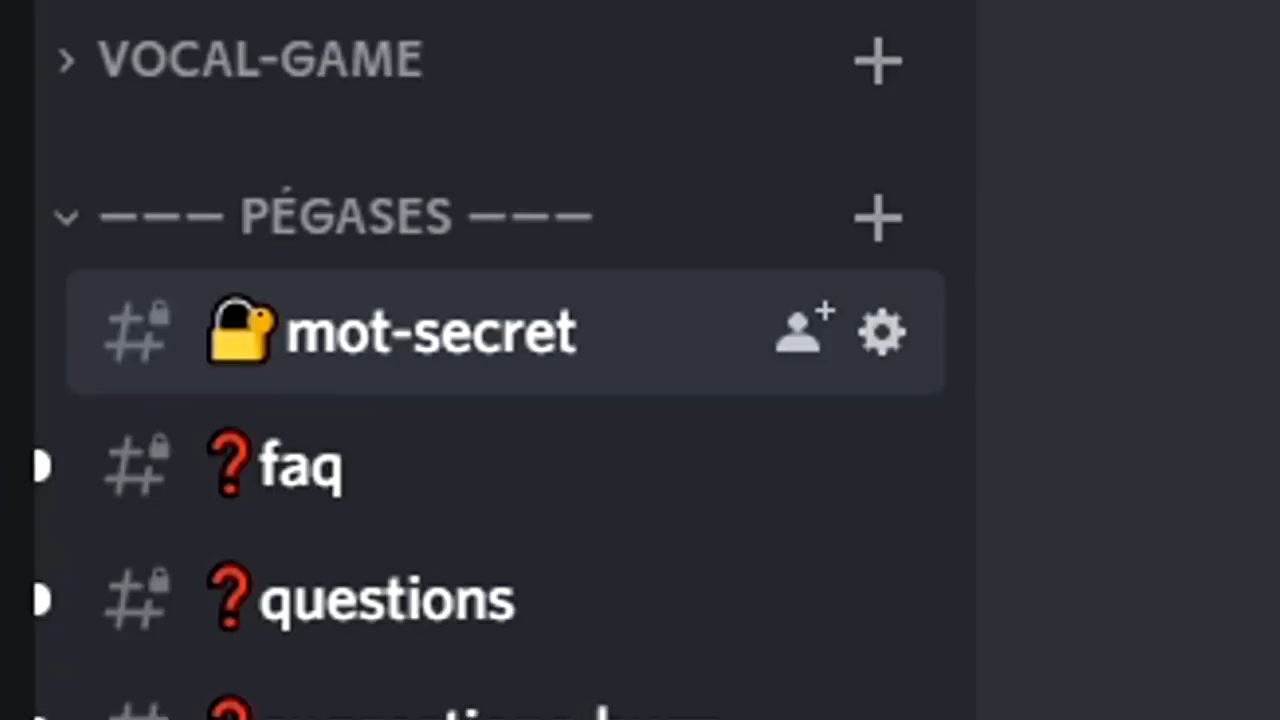 VOCAL-GAME
——— PÉGASES ———
mot-secret
❓faq
❓questions